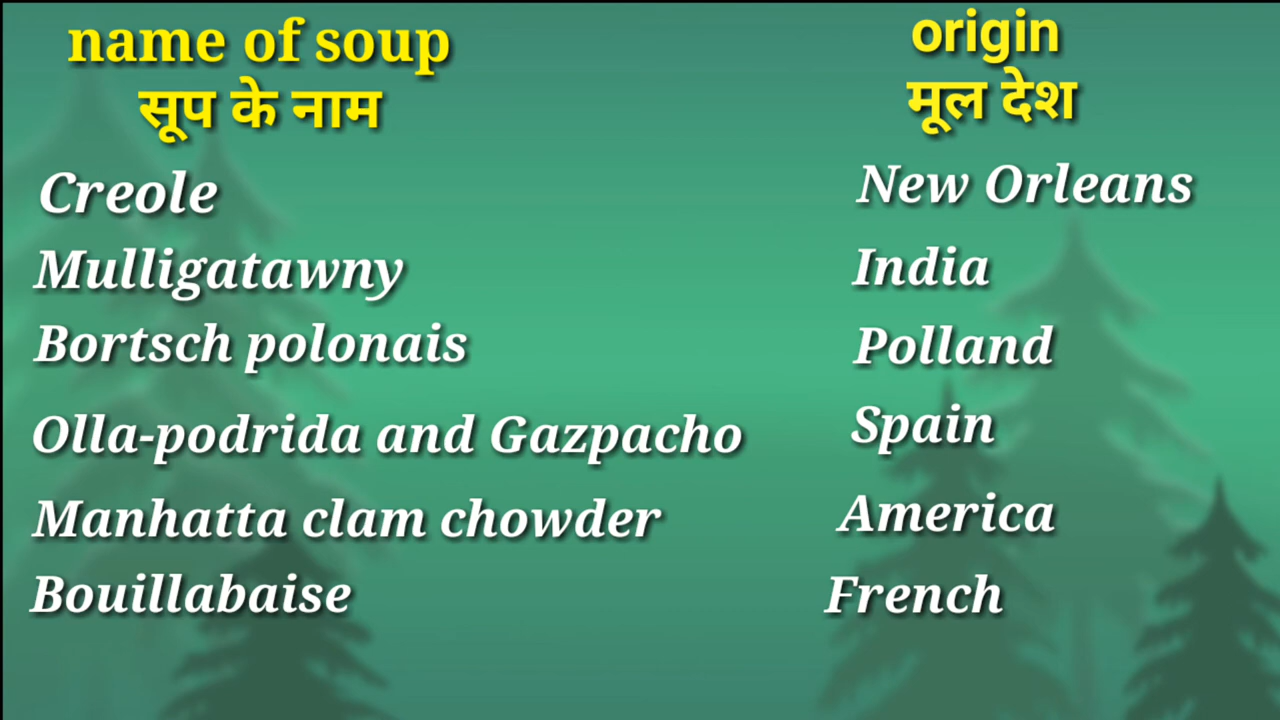 name of soup origin
सूप के नाम मूल देश
Creole New Orleans
Mulligatawny India
Bortsch polonais Polland
Olla-podrida and Gazpacho Spain
Manhatta clam chowder America
Bouillabaise French